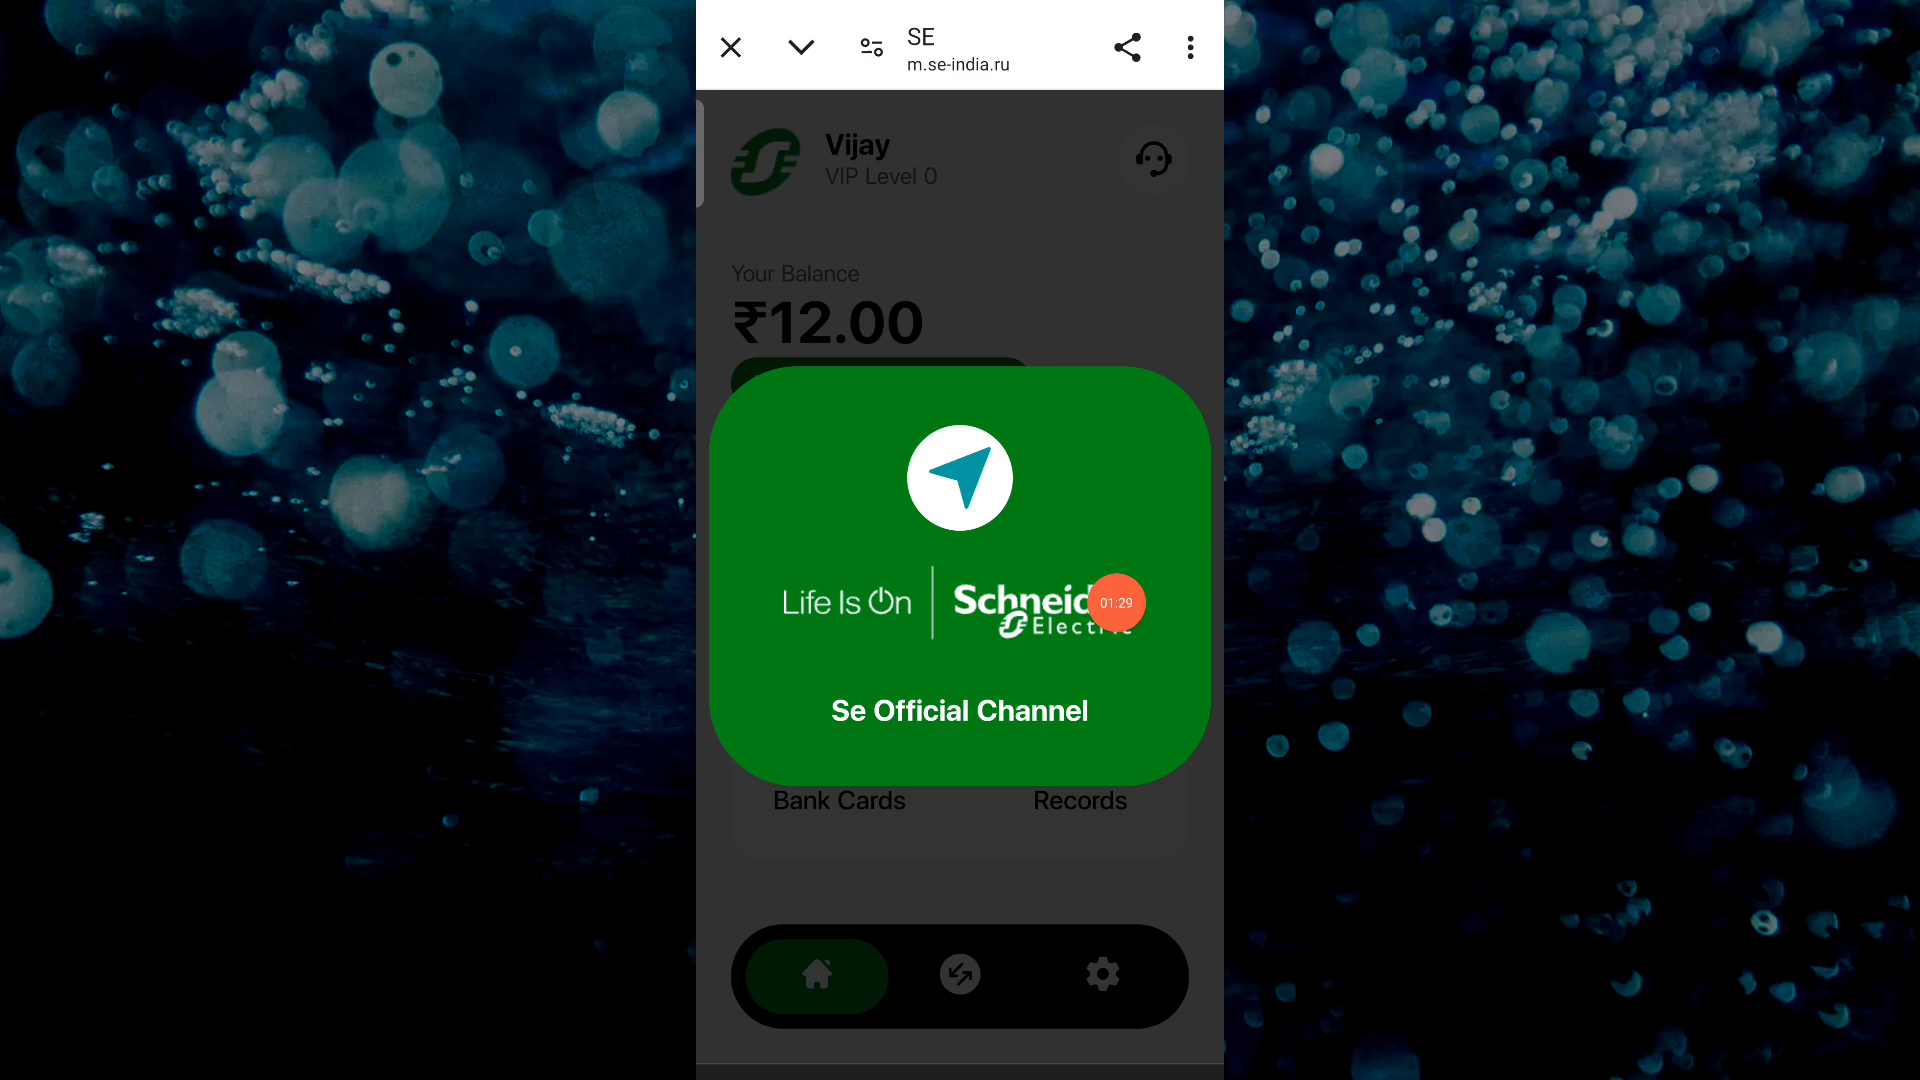 SE
m.se-india.ru
Vijay
VIP Level 0
Your Balance
₹12.00
Life Is On
Schneid
Electric
01:29
Se Official Channel
Bank Cards
Records